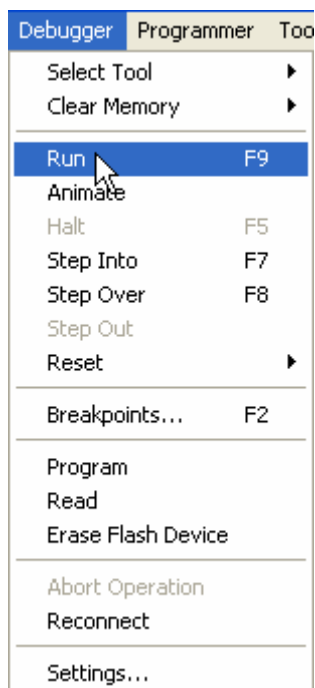 Debugger Programmer Too
Select Tool
Clear Memory
Run F9
Animate
Halt F5
Step Into F7
Step Over F8
Step Out
Reset
Breakpoints... F2
Program
Read
Erase Flash Device
Abort Operation
Reconnect
Settings...